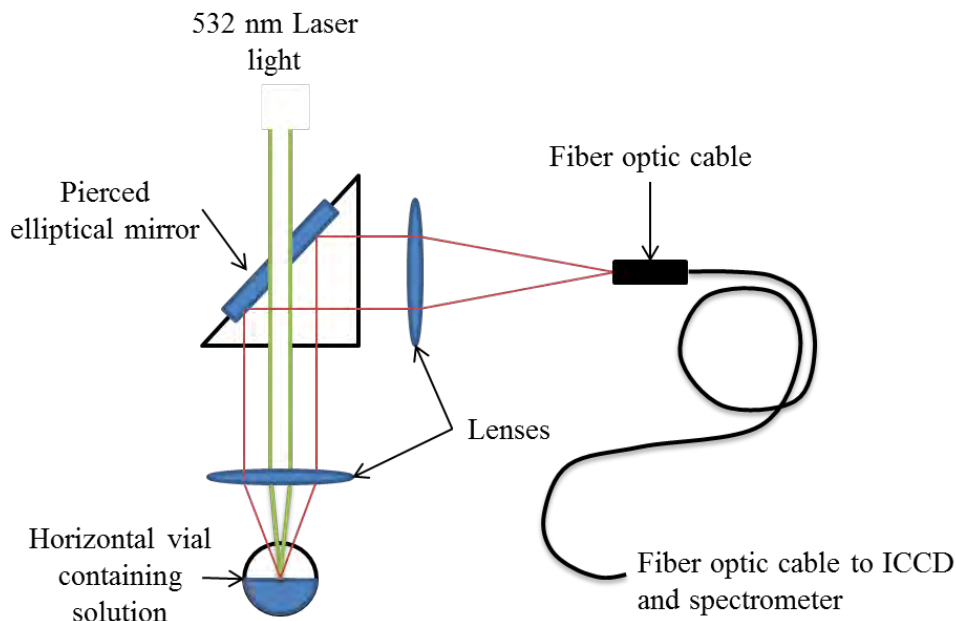 532 nm Laser
light
Pierced
elliptical mirror
Fiber optic cable
Lenses
Horizontal vial
containing
solution
Fiber optic cable to ICCD
and spectrometer